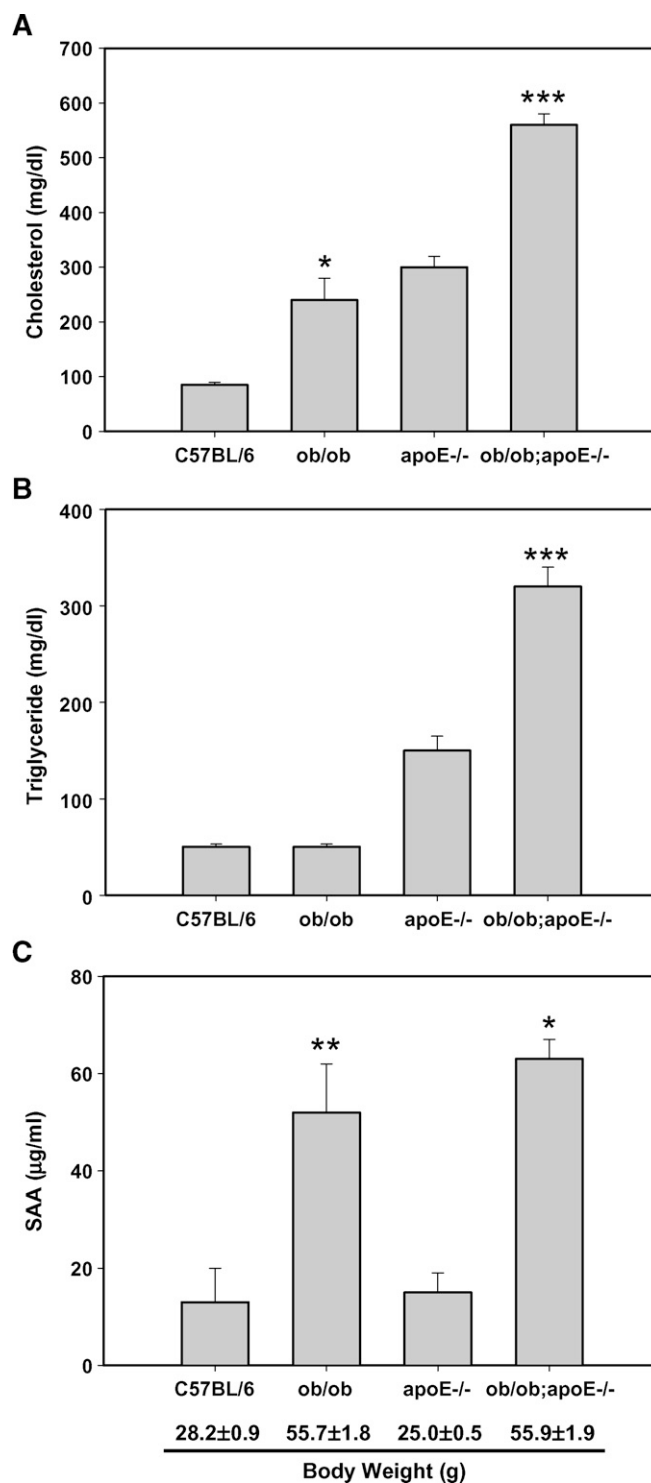 A
Cholesterol (mg/dl)
700
600
500
400
300
200
100
0
*
***
C57BL/6 ob/ob apoE-/- ob/ob;apoE-/-
B
Triglyceride (mg/dl)
400
300
200
100
0
***
C57BL/6 ob/ob apoE-/- ob/ob;apoE-/-
C
SAA (μg/ml)
80
60
40
20
0
**
*
C57BL/6 ob/ob apoE-/- ob/ob;apoE-/-
28.2±0.9 55.7±1.8 25.0±0.5 55.9±1.9
Body Weight (g)